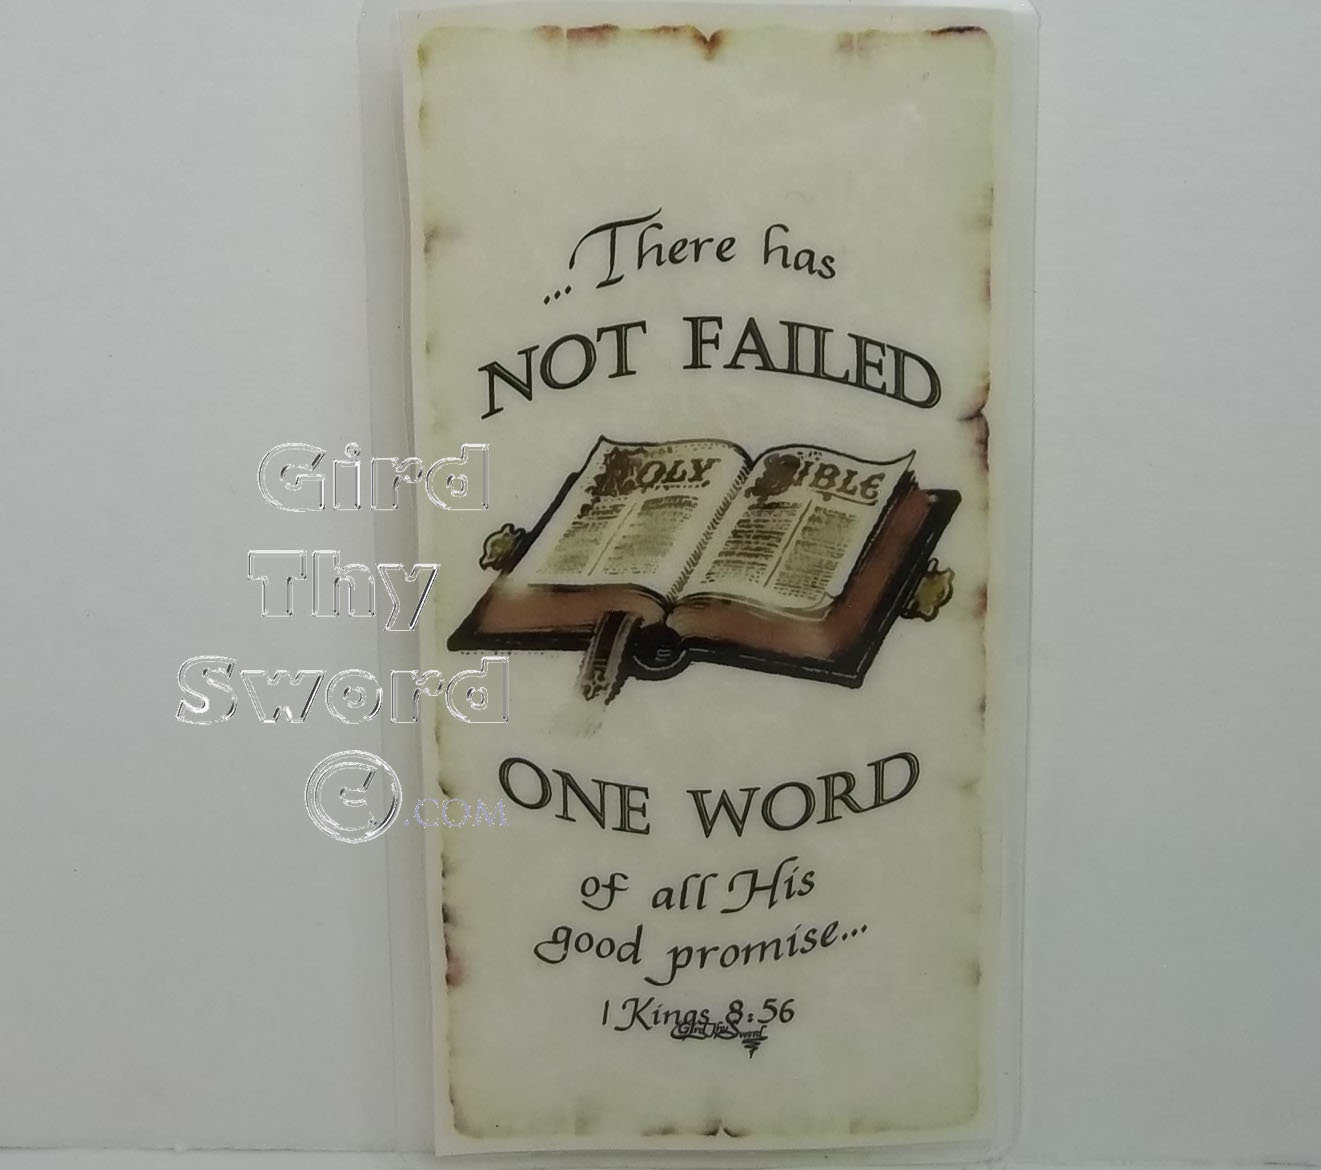 ...There has
NOT FAILED
HOLY BIBLE
ONE WORD
of all His
good promise...
1 Kings 8:56
Gird Thy Sword
Gird
Thy
Sword
©.COM